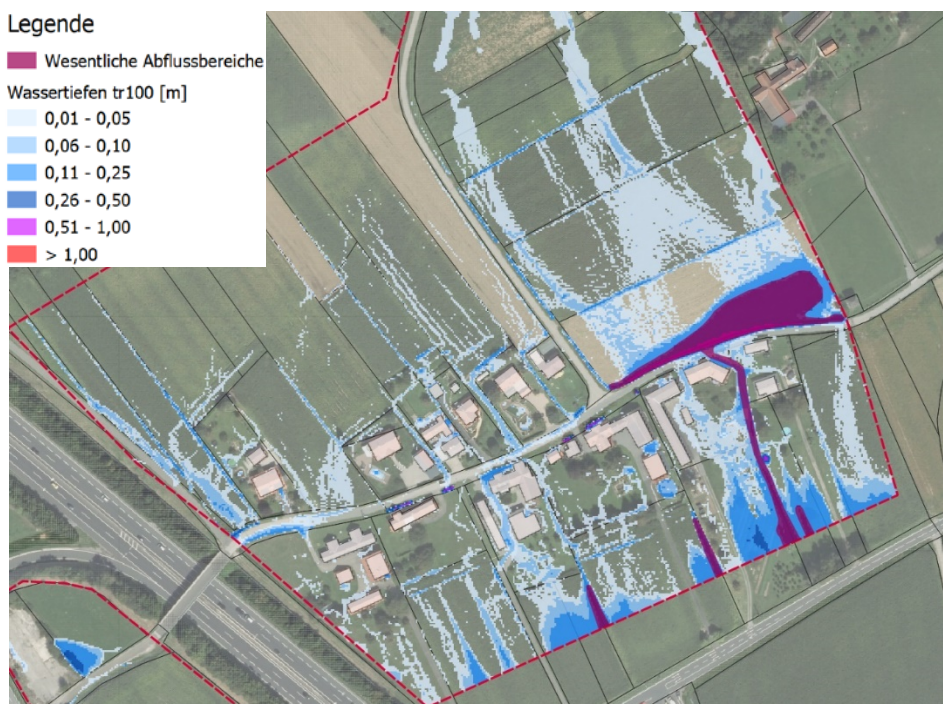 Legende
Wesentliche Abflussbereiche
Wassertiefen tr100 [m]
0,01 - 0,05
0,06 - 0,10
0,11 - 0,25
0,26 - 0,50
0,51 - 1,00
> 1,00